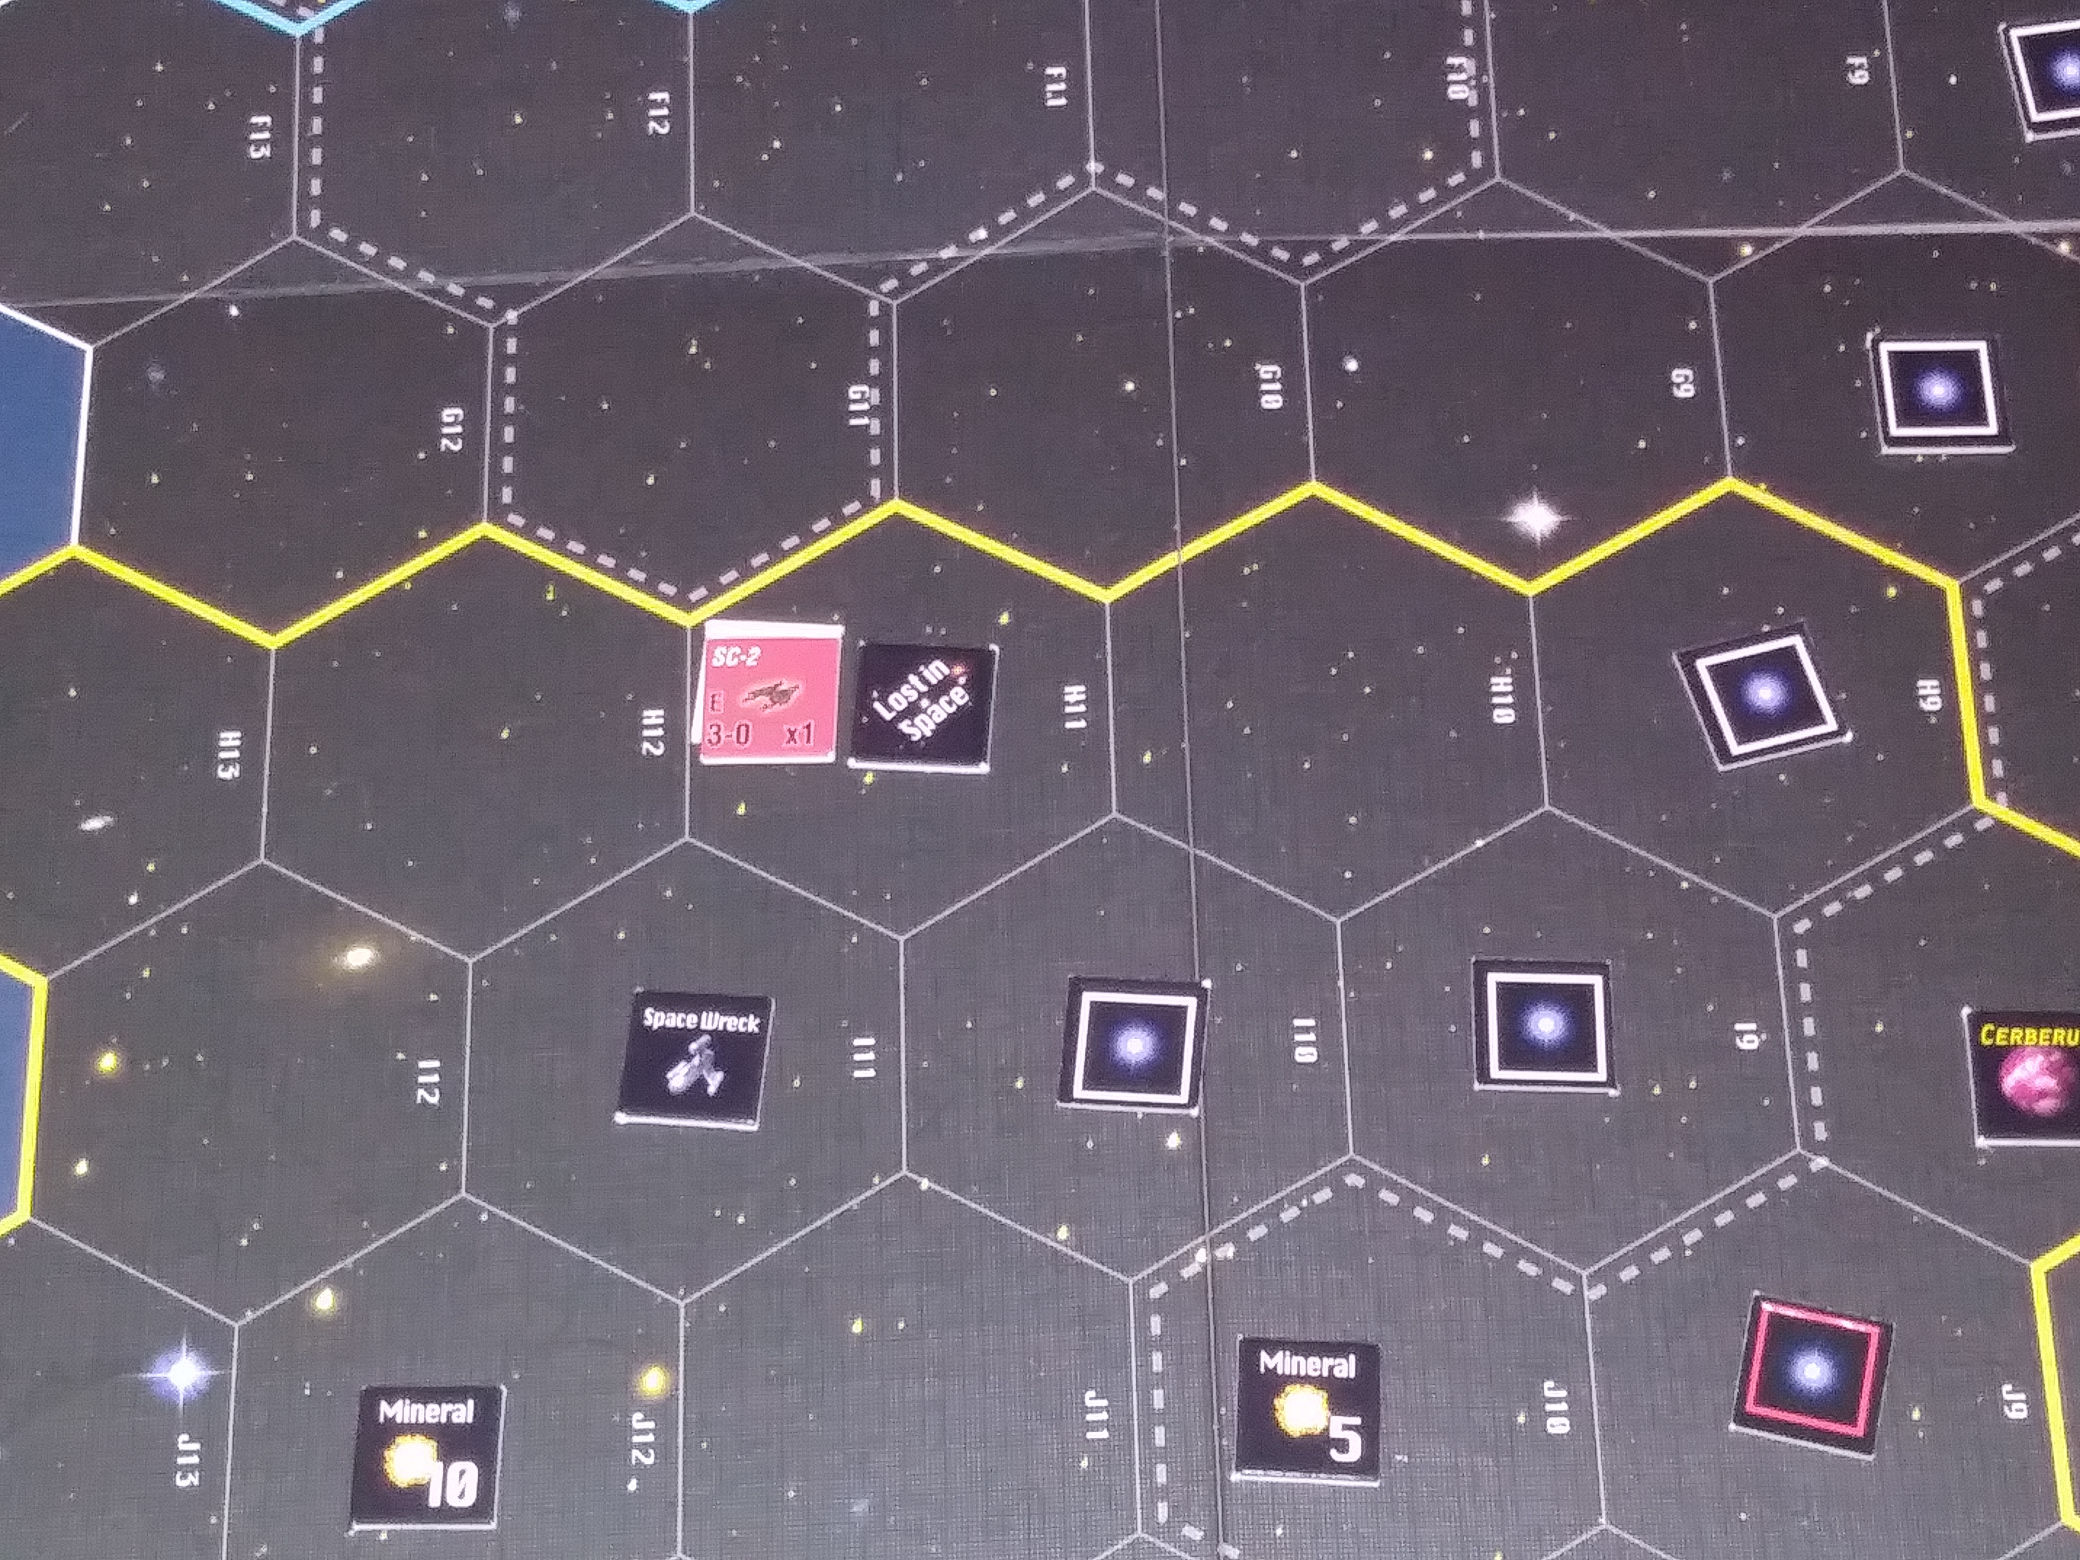 F13
F12
F11
F10
F9
G12
G11
G10
G9
SC-2
E
3-0 x1
Lost in
Space
H13
H12
H11
H10
H9
Space Wreck
I12
I11
I10
I9
CERBERU
Mineral
10
Mineral
5
J13
J12
J11
J10
J9